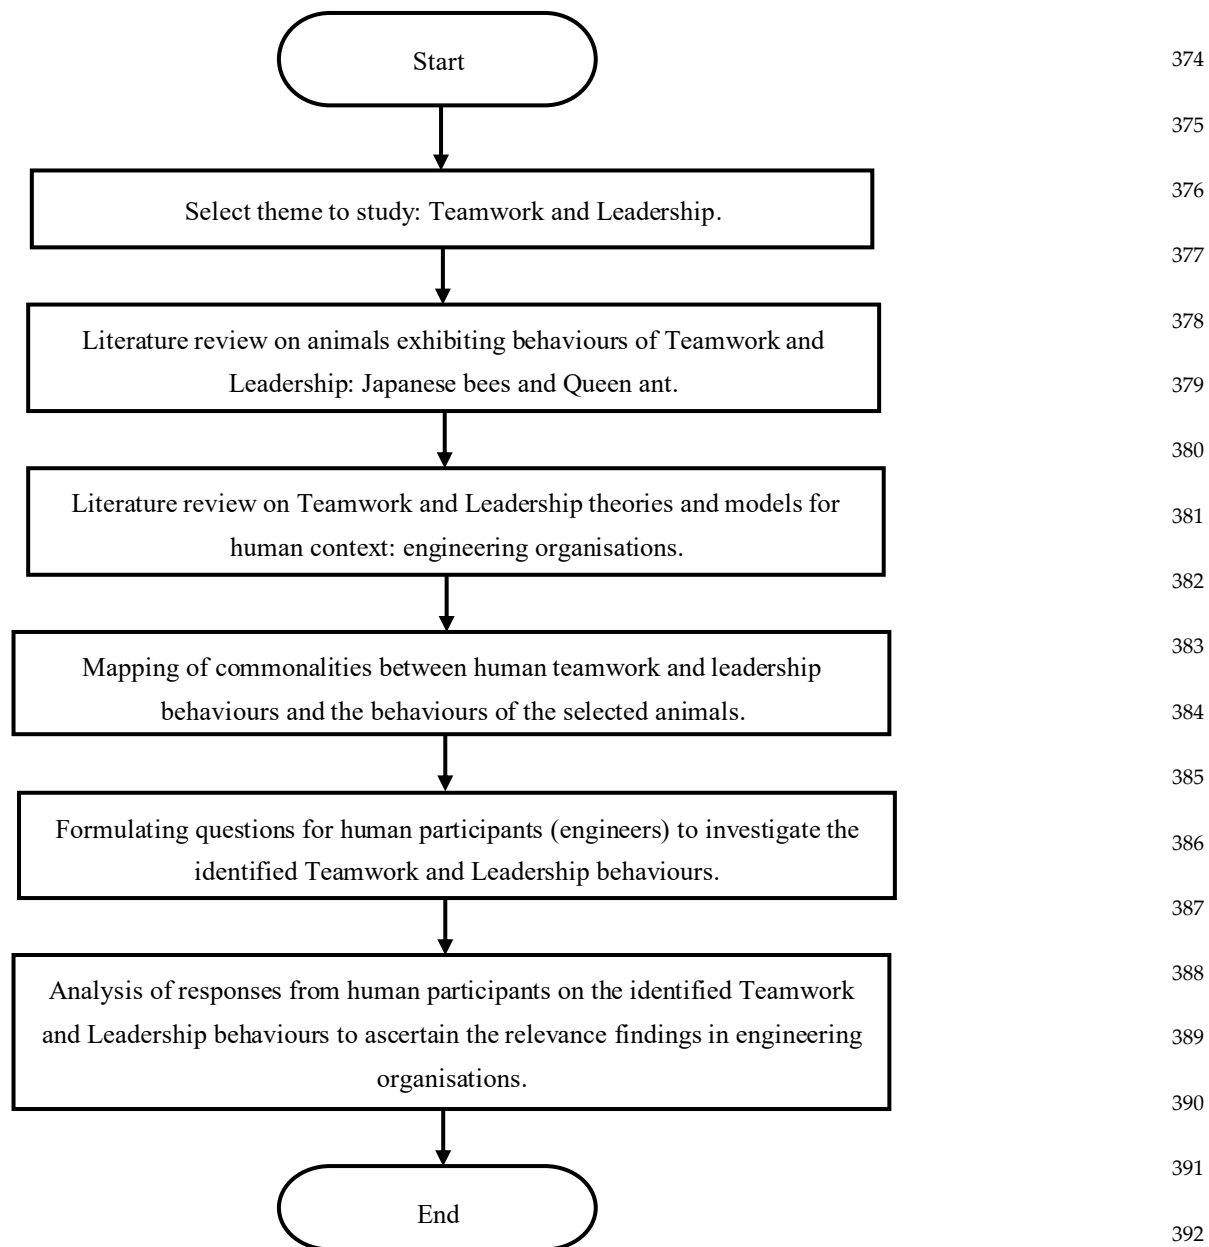 Start
374
375
Select theme to study: Teamwork and Leadership.
376
377
Literature review on animals exhibiting behaviours of Teamwork and
378
Leadership: Japanese bees and Queen ant.
379
380
Literature review on Teamwork and Leadership theories and models for
381
human context: engineering organisations.
382
Mapping of commonalities between human teamwork and leadership
383
behaviours and the behaviours of the selected animals.
384
385
Formulating questions for human participants (engineers) to investigate the
386
identified Teamwork and Leadership behaviours.
387
Analysis of responses from human participants on the identified Teamwork
388
and Leadership behaviours to ascertain the relevance findings in engineering
389
organisations.
390
391
End
392